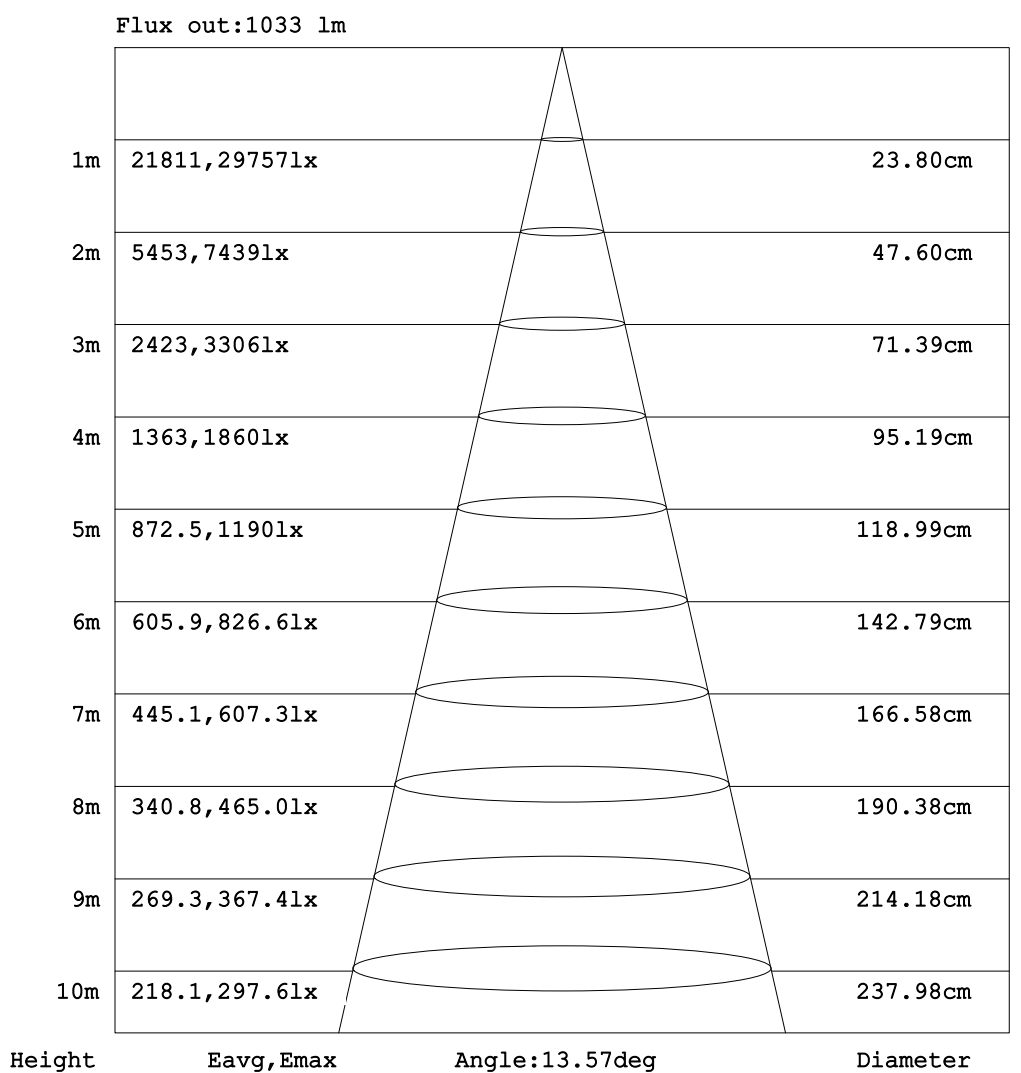 Flux out:1033 lm
1m 21811,29757lx 23.80cm
2m 5453,7439lx 47.60cm
3m 2423,3306lx 71.39cm
4m 1363,1860lx 95.19cm
5m 872.5,1190lx 118.99cm
6m 605.9,826.6lx 142.79cm
7m 445.1,607.3lx 166.58cm
8m 340.8,465.0lx 190.38cm
9m 269.3,367.4lx 214.18cm
10m 218.1,297.6lx 237.98cm
Height Eavg,Emax Angle:13.57deg Diameter